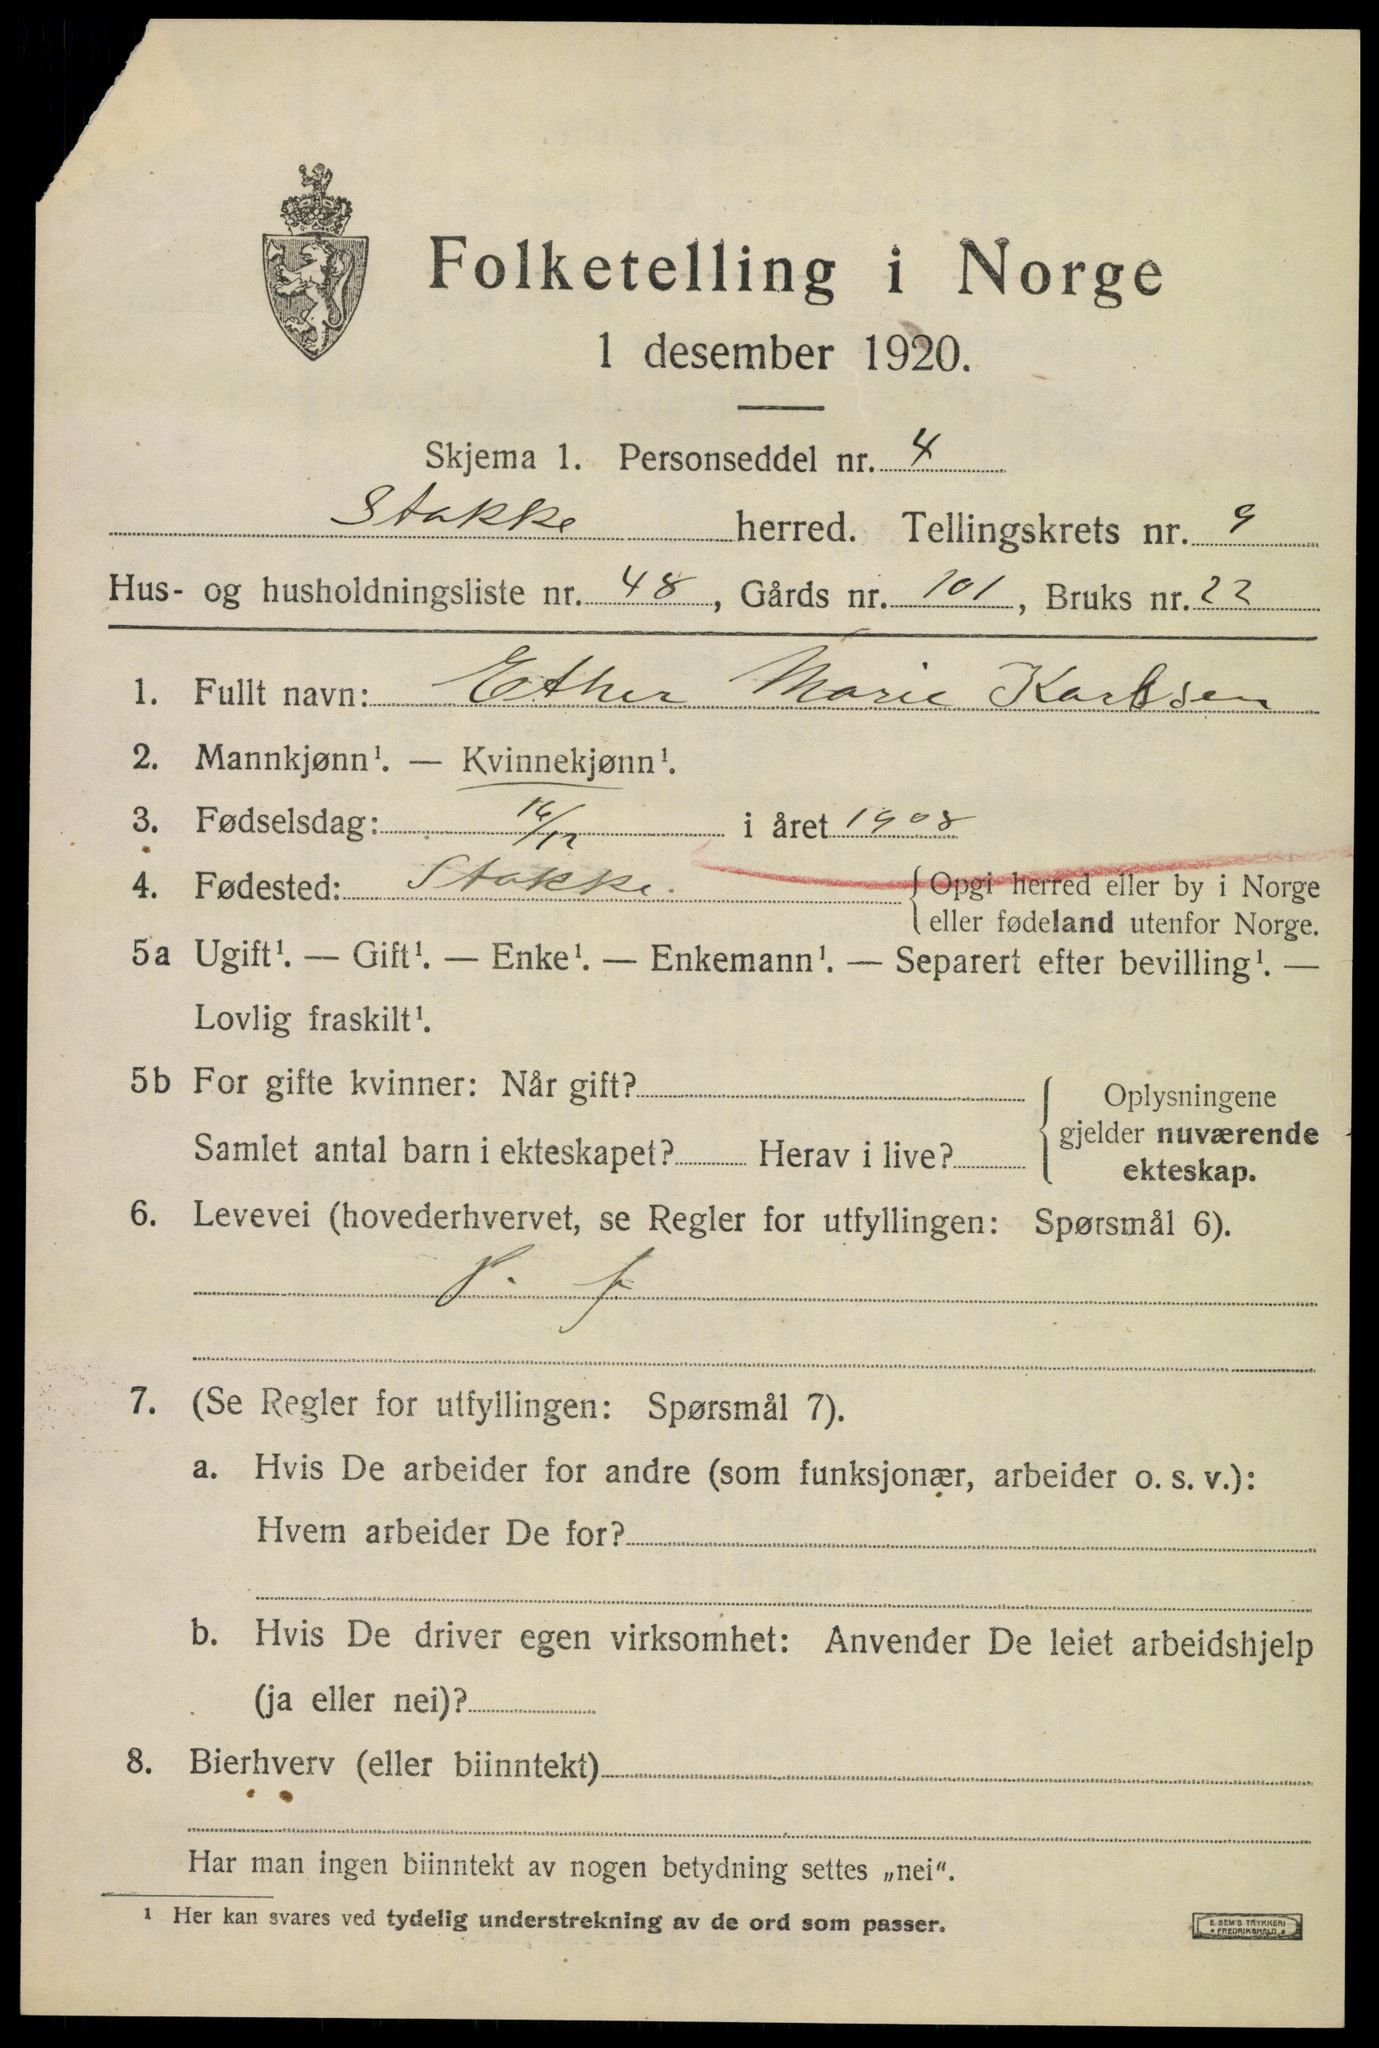 Folketelling i Norge
1 desember 1920.
Skjema 1. Personseddel nr. 4
Stokke herred. Tellingskrets nr. 9
Hus- og husholdningsliste nr. 48, Gårds nr. 101, Bruks nr. 22
1. Fullt navn: Ether Marie Karlsen
2. Mannkjønn¹. — Kvinnekjønn¹.
3. Fødselsdag: 16/12 i året 1908
4. Fødested: Stokke. { Opgi herred eller by i Norge
eller fødeland utenfor Norge.
5a Ugift¹. — Gift¹. — Enke¹. — Enkemann¹. — Separert efter bevilling¹. —
Lovlig fraskilt¹.
5b For gifte kvinner: Når gift?
Samlet antal barn i ekteskapet? Herav i live?
{ Oplysningene
gjelder nuværende
ekteskap.
6. Levevei (hovederhvervet, se Regler for utfyllingen: Spørsmål 6).
7. (Se Regler for utfyllingen: Spørsmål 7).
a. Hvis De arbeider for andre (som funksjonær, arbeider o. s. v.):
Hvem arbeider De for?
b. Hvis De driver egen virksomhet: Anvender De leiet arbeidshjelp
(ja eller nei)?
8. Bierhverv (eller biinntekt)
Har man ingen biinntekt av nogen betydning settes „nei".
¹ Her kan svares ved tydelig understrekning av de ord som passer.
E. SEM'S TRYKKERI
• FREDRIKSHALD •